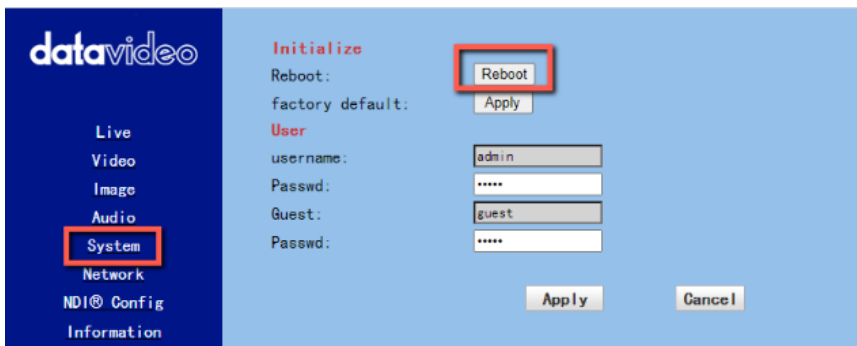 datavideo
Live
Video
Image
Audio
System
Network
NDI® Config
Information
Initialize
Reboot: Reboot
factory default: Apply
User
username: admin
Passwd: •••••
Guest: guest
Passwd: •••••
Apply Cancel